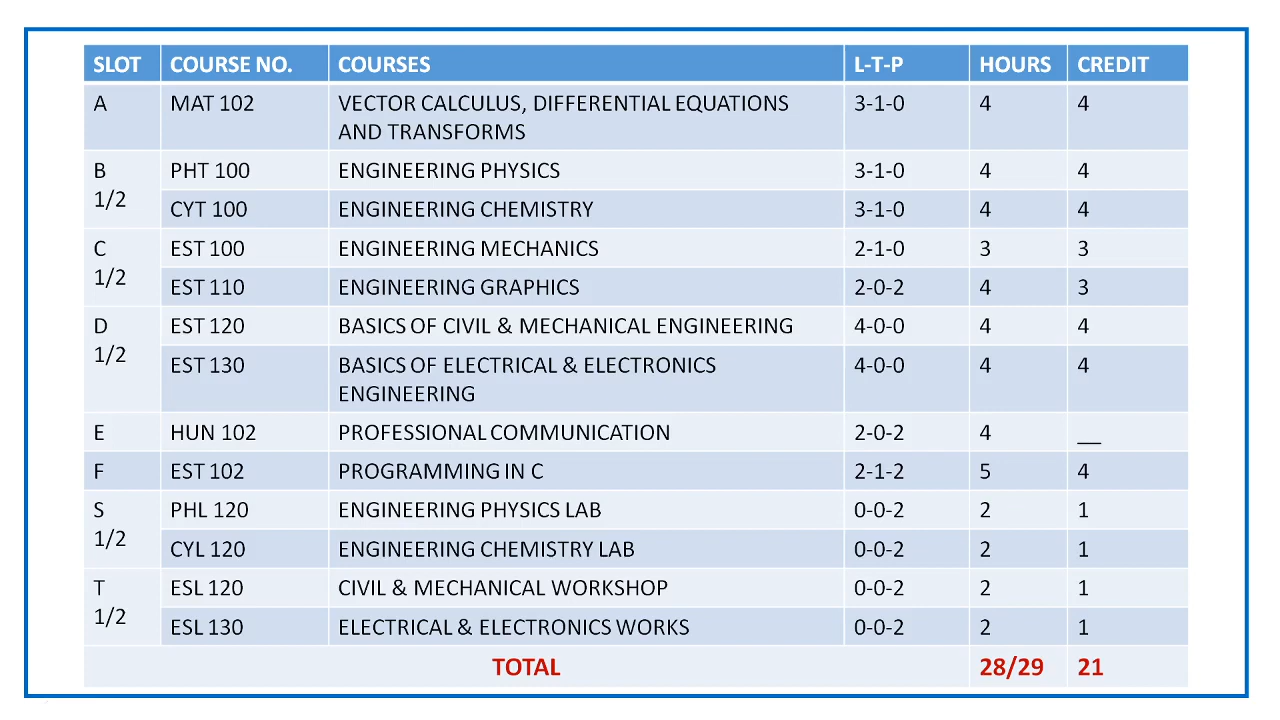 SLOT COURSE NO. COURSES L-T-P HOURS CREDIT
A MAT 102 VECTOR CALCULUS, DIFFERENTIAL EQUATIONS 3-1-0 4 4
AND TRANSFORMS
B PHT 100 ENGINEERING PHYSICS 3-1-0 4 4
1/2 CYT 100 ENGINEERING CHEMISTRY 3-1-0 4 4
C EST 100 ENGINEERING MECHANICS 2-1-0 3 3
1/2 EST 110 ENGINEERING GRAPHICS 2-0-2 4 3
D EST 120 BASICS OF CIVIL & MECHANICAL ENGINEERING 4-0-0 4 4
1/2 EST 130 BASICS OF ELECTRICAL & ELECTRONICS 4-0-0 4 4
ENGINEERING
E HUN 102 PROFESSIONAL COMMUNICATION 2-0-2 4 __
F EST 102 PROGRAMMING IN C 2-1-2 5 4
S PHL 120 ENGINEERING PHYSICS LAB 0-0-2 2 1
1/2 CYL 120 ENGINEERING CHEMISTRY LAB 0-0-2 2 1
T ESL 120 CIVIL & MECHANICAL WORKSHOP 0-0-2 2 1
1/2 ESL 130 ELECTRICAL & ELECTRONICS WORKS 0-0-2 2 1
TOTAL 28/29 21